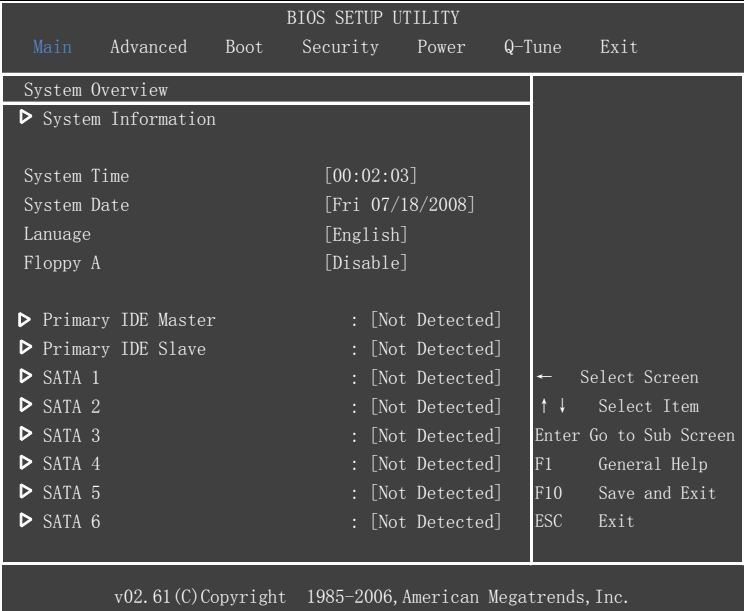 BIOS SETUP UTILITY
Main Advanced Boot Security Power Q-Tune Exit
System Overview
System Information
System Time [00:02:03]
System Date [Fri 07/18/2008]
Lanuage [English]
Floppy A [Disable]
Primary IDE Master : [Not Detected]
Primary IDE Slave : [Not Detected]
SATA 1 : [Not Detected]
SATA 2 : [Not Detected]
SATA 3 : [Not Detected]
SATA 4 : [Not Detected]
SATA 5 : [Not Detected]
SATA 6 : [Not Detected]
← Select Screen
↑↓ Select Item
Enter Go to Sub Screen
F1 General Help
F10 Save and Exit
ESC Exit
v02.61(C)Copyright 1985-2006,American Megatrends,Inc.